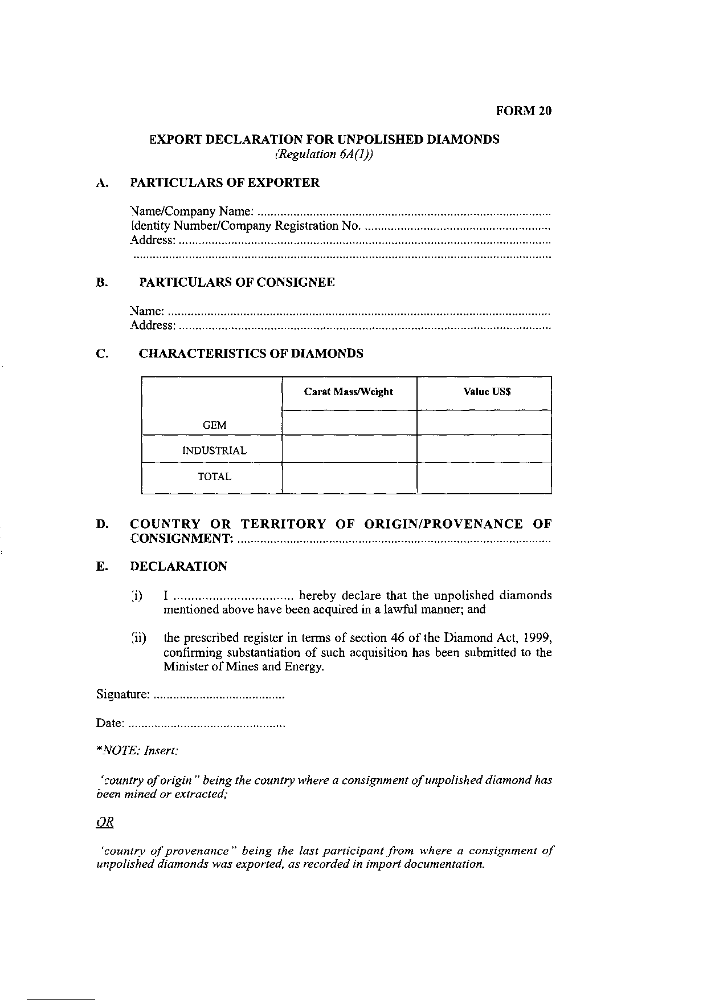 FORM 20
EXPORT DECLARATION FOR UNPOLISHED DIAMONDS
(Regulation 6A(1))
A. PARTICULARS OF EXPORTER
Name/Company Name: ..........................................................................................
Identity Number/Company Registration No. .........................................................
Address: ..................................................................................................................
................................................................................................................................
B. PARTICULARS OF CONSIGNEE
Name: .....................................................................................................................
Address: ..................................................................................................................
C. CHARACTERISTICS OF DIAMONDS
Carat Mass/Weight Value US$
GEM
INDUSTRIAL
TOTAL
D. COUNTRY OR TERRITORY OF ORIGIN/PROVENANCE OF
CONSIGNMENT: ................................................................................................
E. DECLARATION
(i) I .................................. hereby declare that the unpolished diamonds
mentioned above have been acquired in a lawful manner; and
(ii) the prescribed register in terms of section 46 of the Diamond Act, 1999,
confirming substantiation of such acquisition has been submitted to the
Minister of Mines and Energy.
Signature: ........................................
Date: ................................................
*NOTE: Insert:
'country of origin" being the country where a consignment of unpolished diamond has
been mined or extracted;
OR
'country of provenance" being the last participant from where a consignment of
unpolished diamonds was exported, as recorded in import documentation.